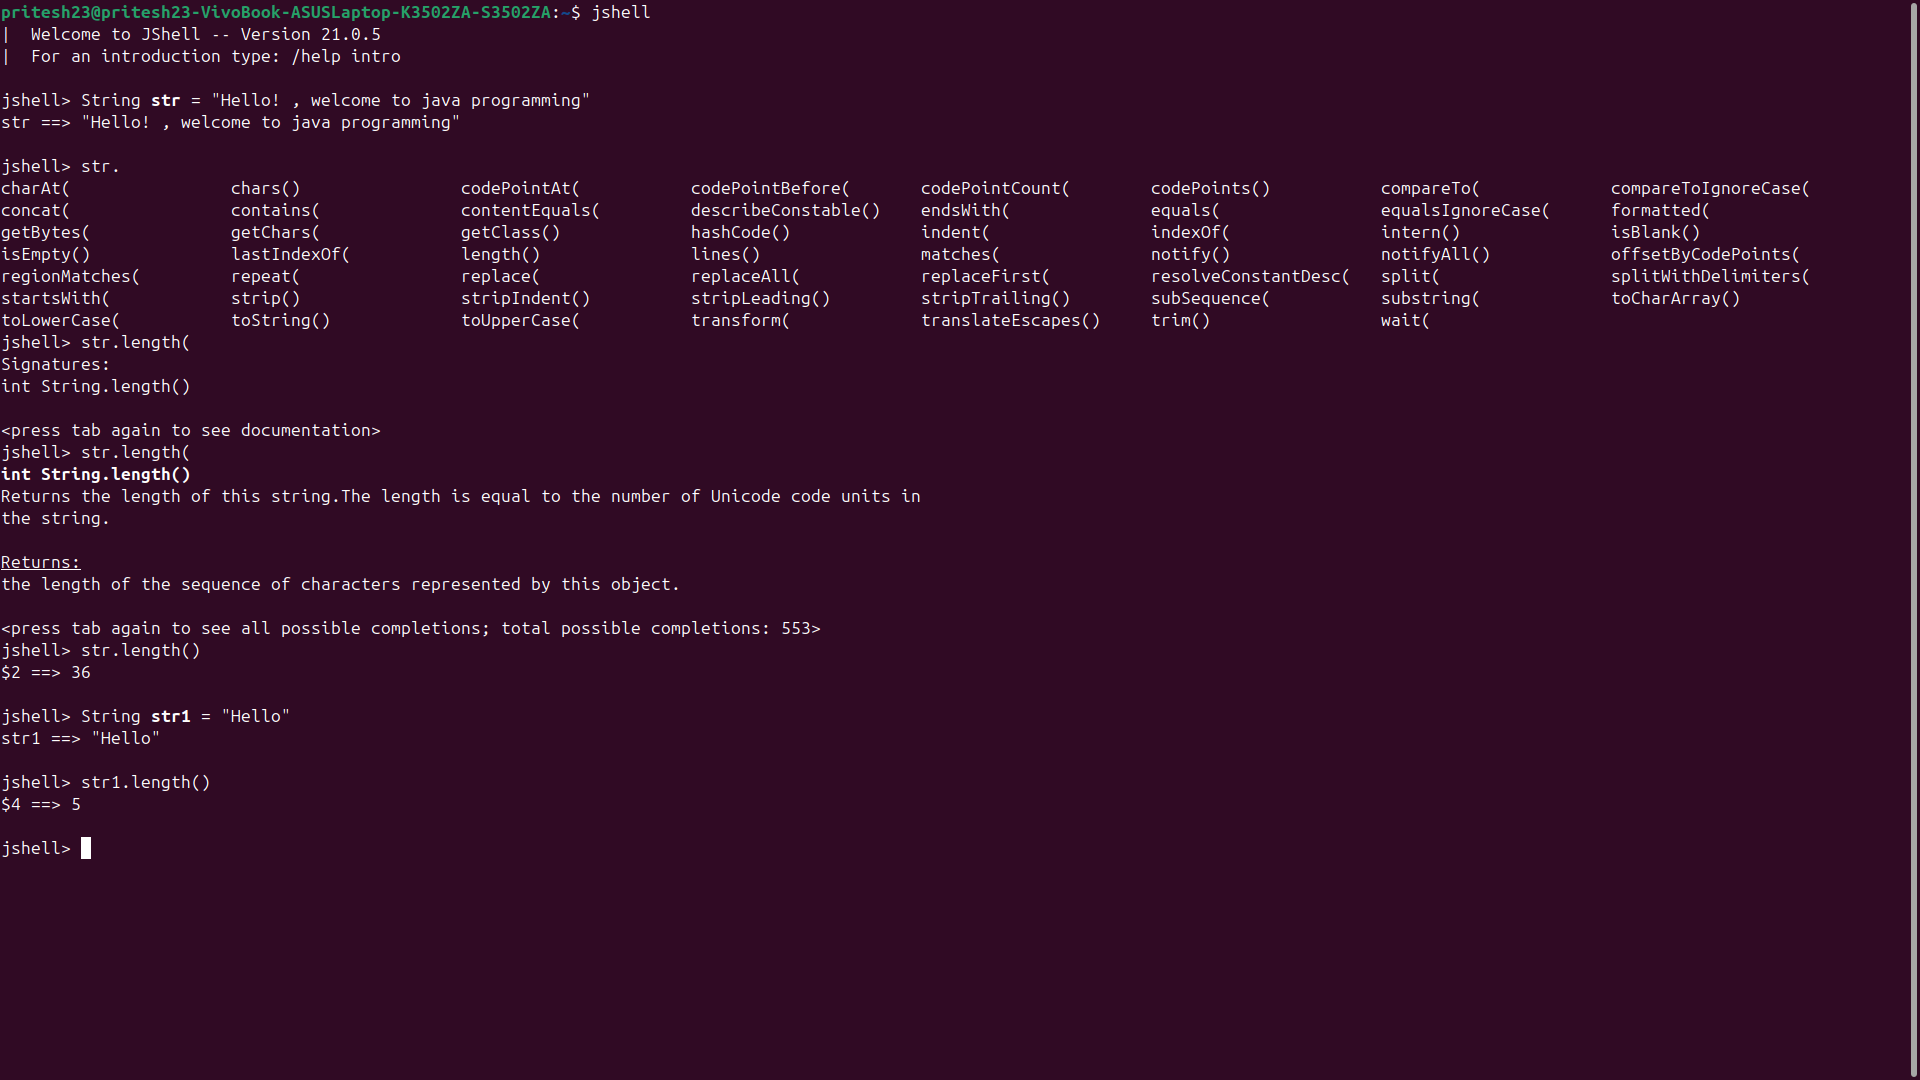 pritesh23@pritesh23-VivoBook-ASUSLaptop-K3502ZA-S3502ZA:~$ jshell
|  Welcome to JShell -- Version 21.0.5
|  For an introduction type: /help intro
jshell> String str = "Hello! , welcome to java programming"
str ==> "Hello! , welcome to java programming"
jshell> str.
charAt( chars() codePointAt( codePointBefore( codePointCount( codePoints() compareTo( compareToIgnoreCase(
concat( contains( contentEquals( describeConstable() endsWith( equals( equalsIgnoreCase( formatted(
getBytes( getChars( getClass() hashCode() indent( indexOf( intern() isBlank()
isEmpty() lastIndexOf( length() lines() matches( notify() notifyAll() offsetByCodePoints(
regionMatches( repeat( replace( replaceAll( replaceFirst( resolveConstantDesc( split( splitWithDelimiters(
startsWith( strip() stripIndent() stripLeading() stripTrailing() subSequence( substring( toCharArray()
toLowerCase( toString() toUpperCase( transform( translateEscapes() trim() wait(
jshell> str.length(
Signatures:
int String.length()
<press tab again to see documentation>
jshell> str.length(
int String.length()
Returns the length of this string.The length is equal to the number of Unicode code units in
the string.
Returns:
the length of the sequence of characters represented by this object.
<press tab again to see all possible completions; total possible completions: 553>
jshell> str.length()
$2 ==> 36
jshell> String str1 = "Hello"
str1 ==> "Hello"
jshell> str1.length()
$4 ==> 5
jshell>